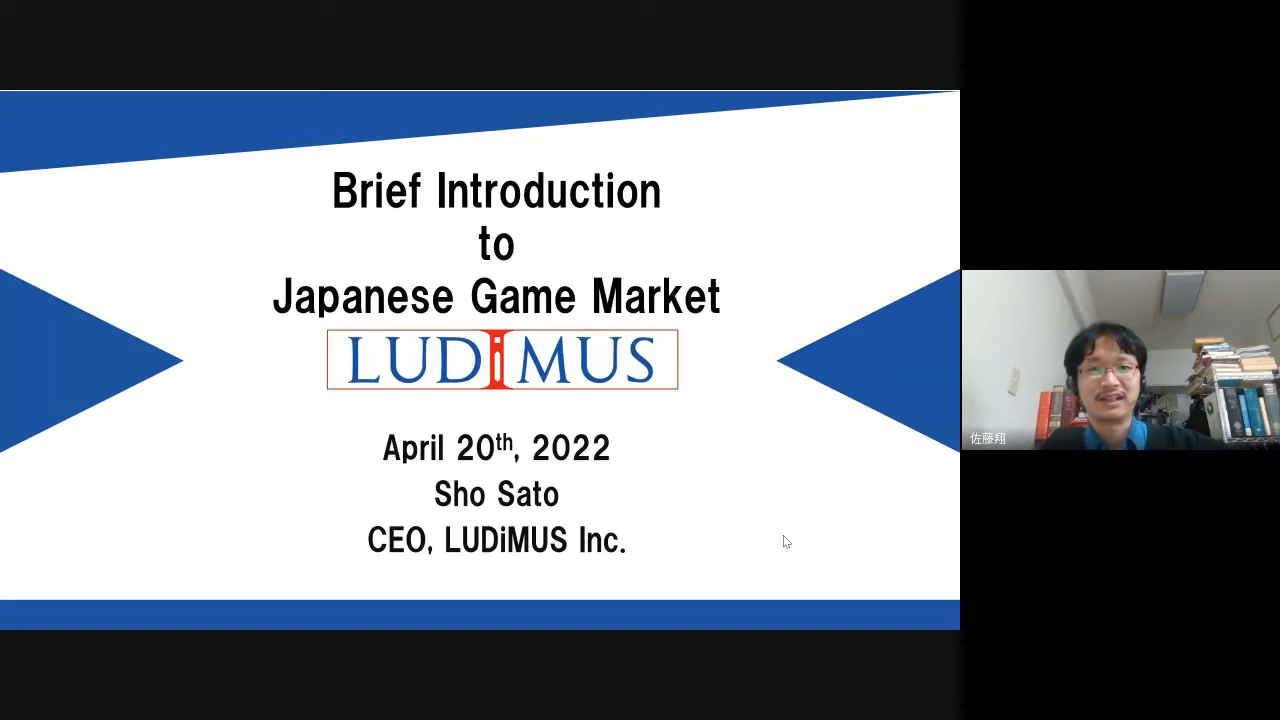 Brief Introduction
to
Japanese Game Market
LUDiMUS
April 20th, 2022
Sho Sato
CEO, LUDiMUS Inc.
佐藤翔